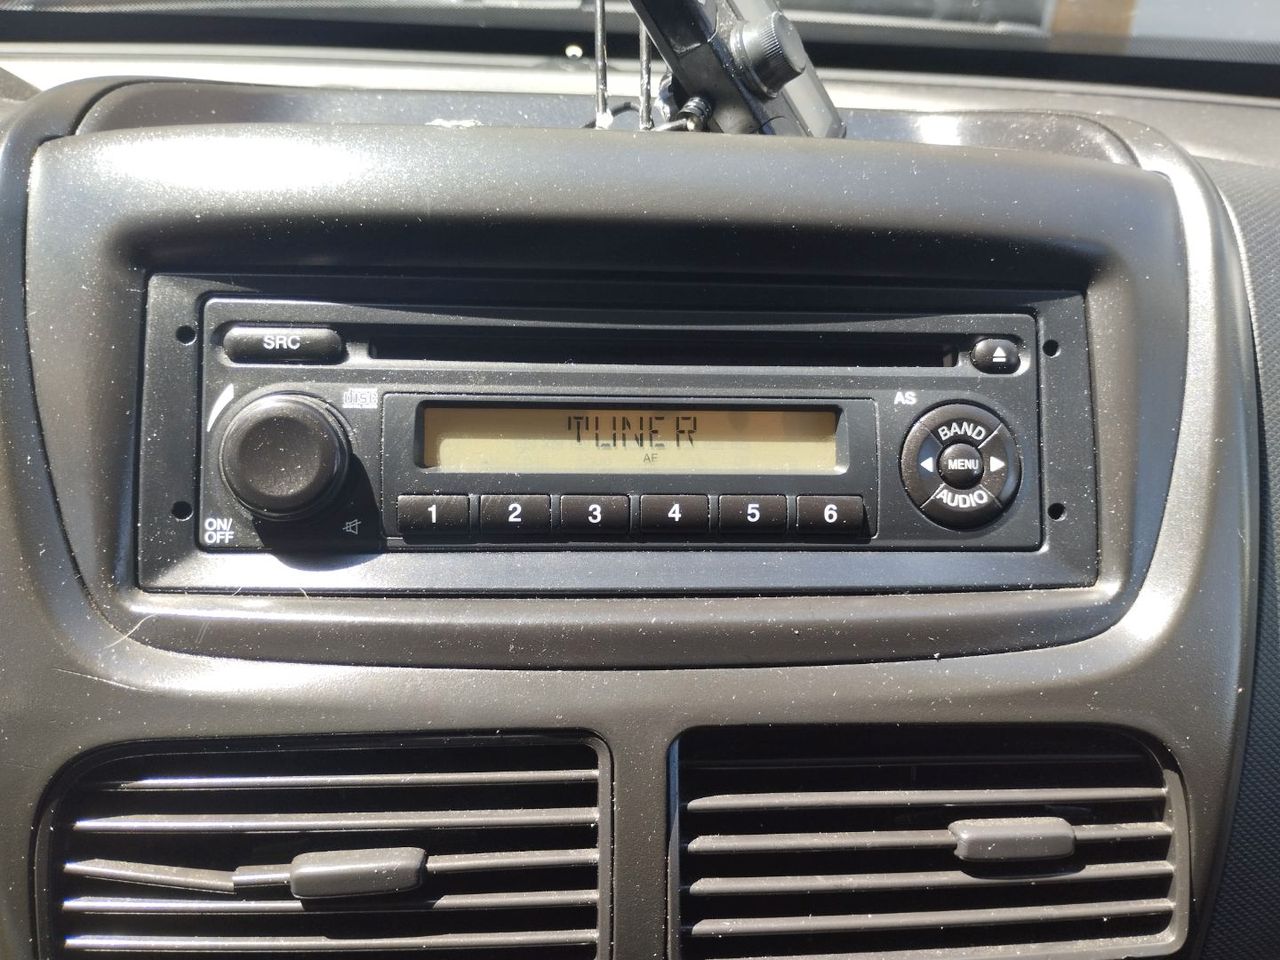 SRC
DISC
AS
TUNER
AF
BAND
MENU
AUDIO
1 2 3 4 5 6
ON/
OFF